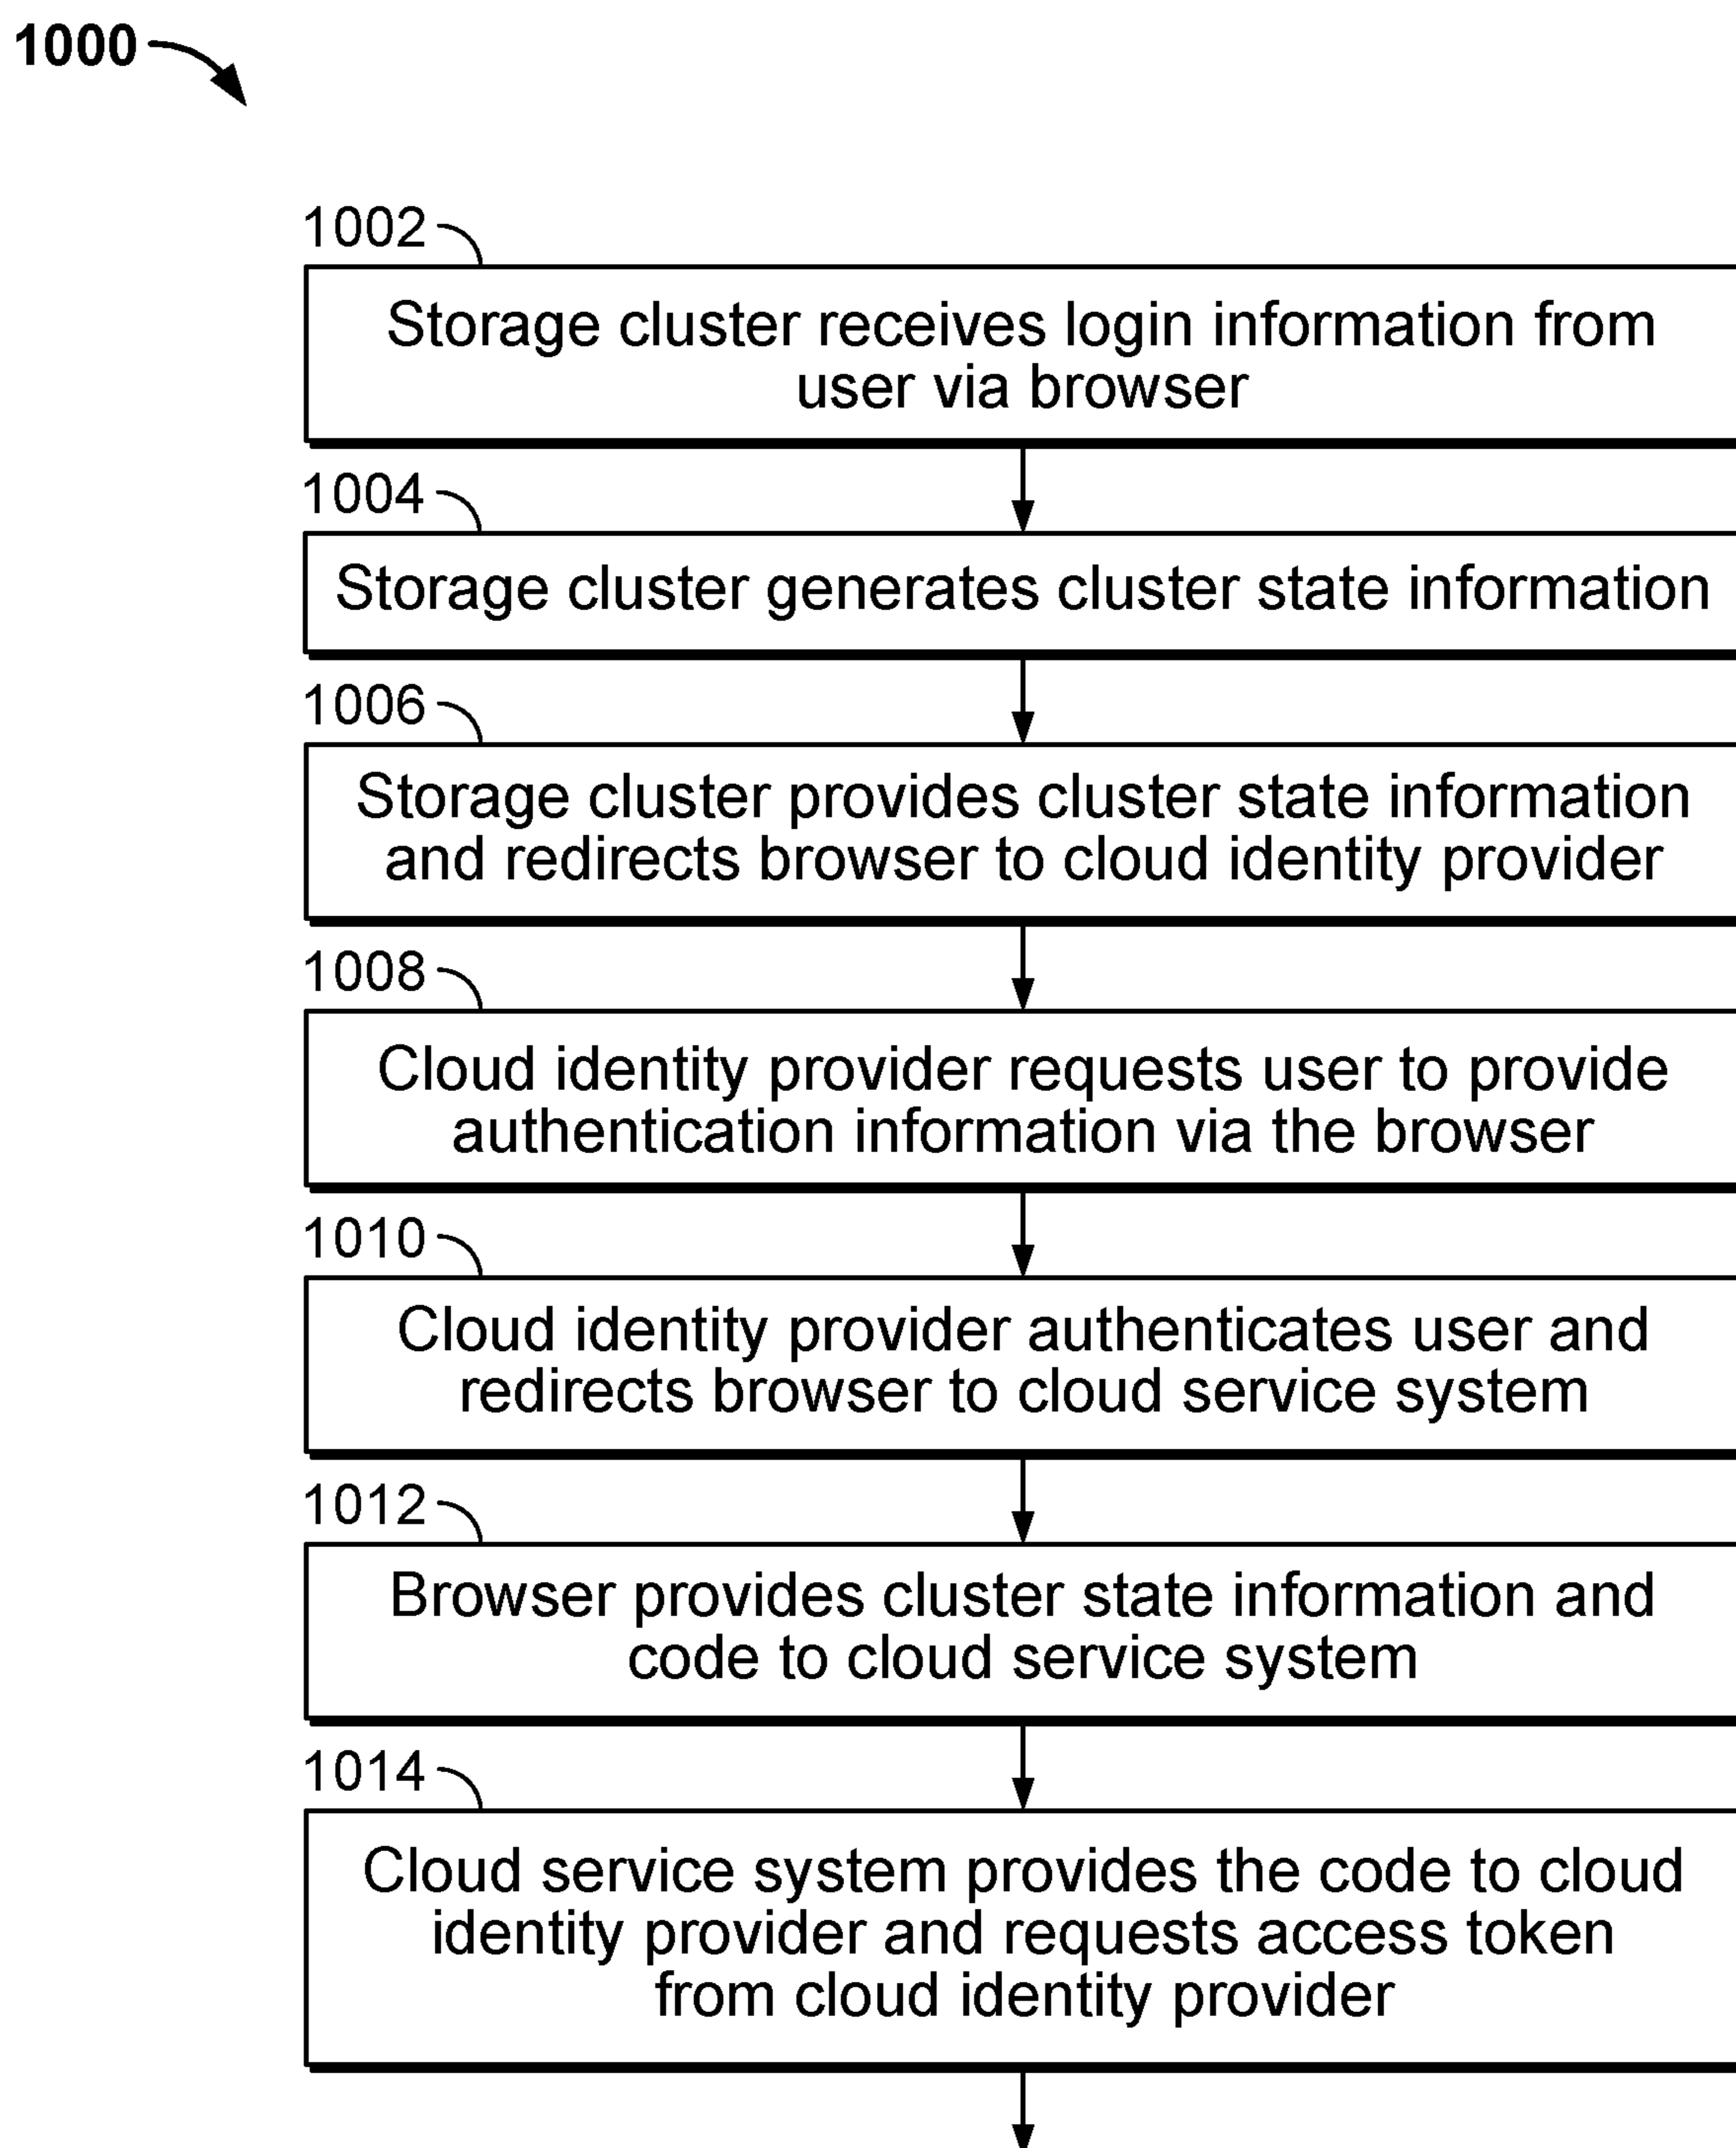 1000
1002
Storage cluster receives login information from
user via browser
1004
Storage cluster generates cluster state information
1006
Storage cluster provides cluster state information
and redirects browser to cloud identity provider
1008
Cloud identity provider requests user to provide
authentication information via the browser
1010
Cloud identity provider authenticates user and
redirects browser to cloud service system
1012
Browser provides cluster state information and
code to cloud service system
1014
Cloud service system provides the code to cloud
identity provider and requests access token
from cloud identity provider